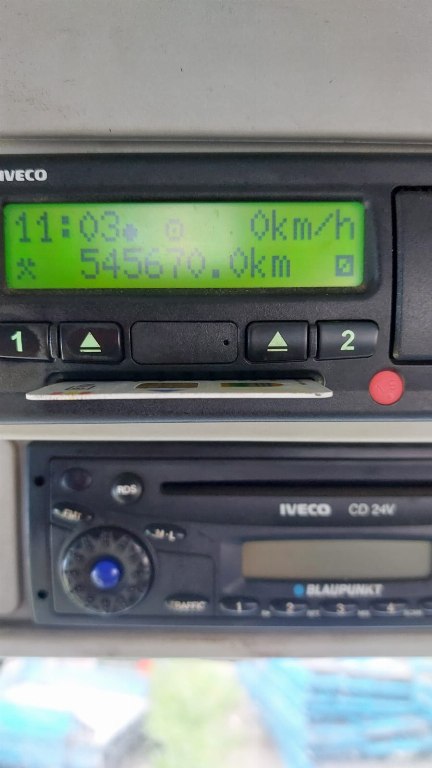 IVECO
11:03 0km/h
545670.0km
1 2
RDS
IVECO CD 24V
M·L
BLAUPUNKT
TRAFFIC 1 2 3 4